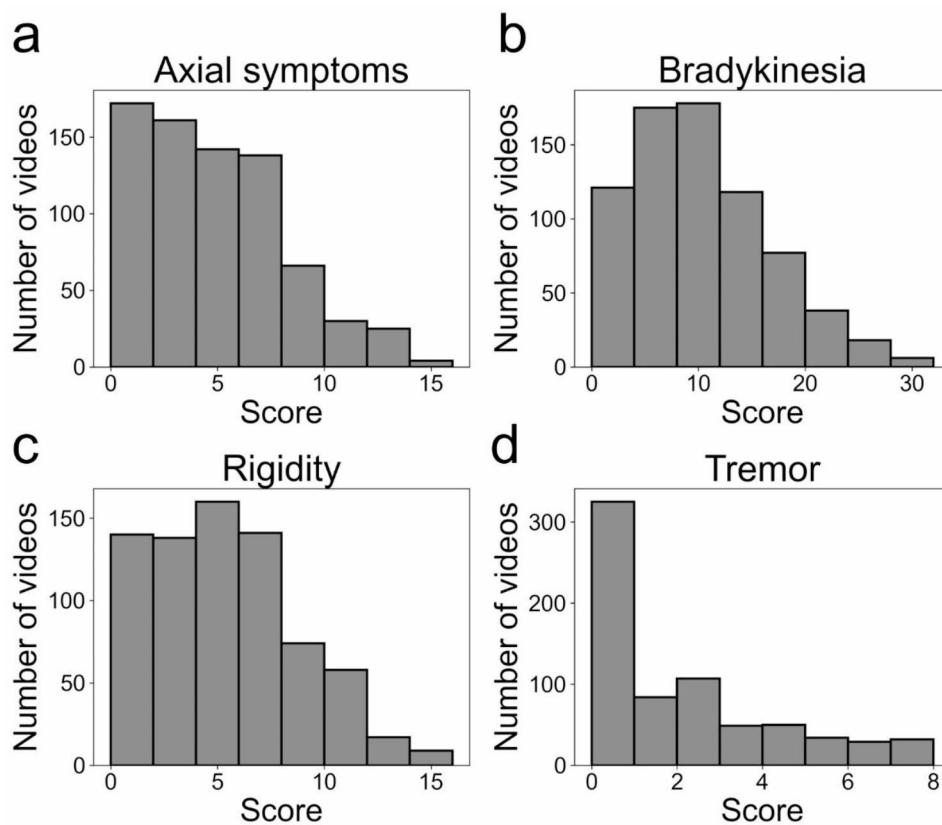 a
Axial symptoms
Number of videos
150
100
50
0
0 5 10 15
Score
b
Bradykinesia
Number of videos
150
100
50
0
0 10 20 30
Score
c
Rigidity
Number of videos
150
100
50
0
0 5 10 15
Score
d
Tremor
Number of videos
300
200
100
0
0 2 4 6 8
Score